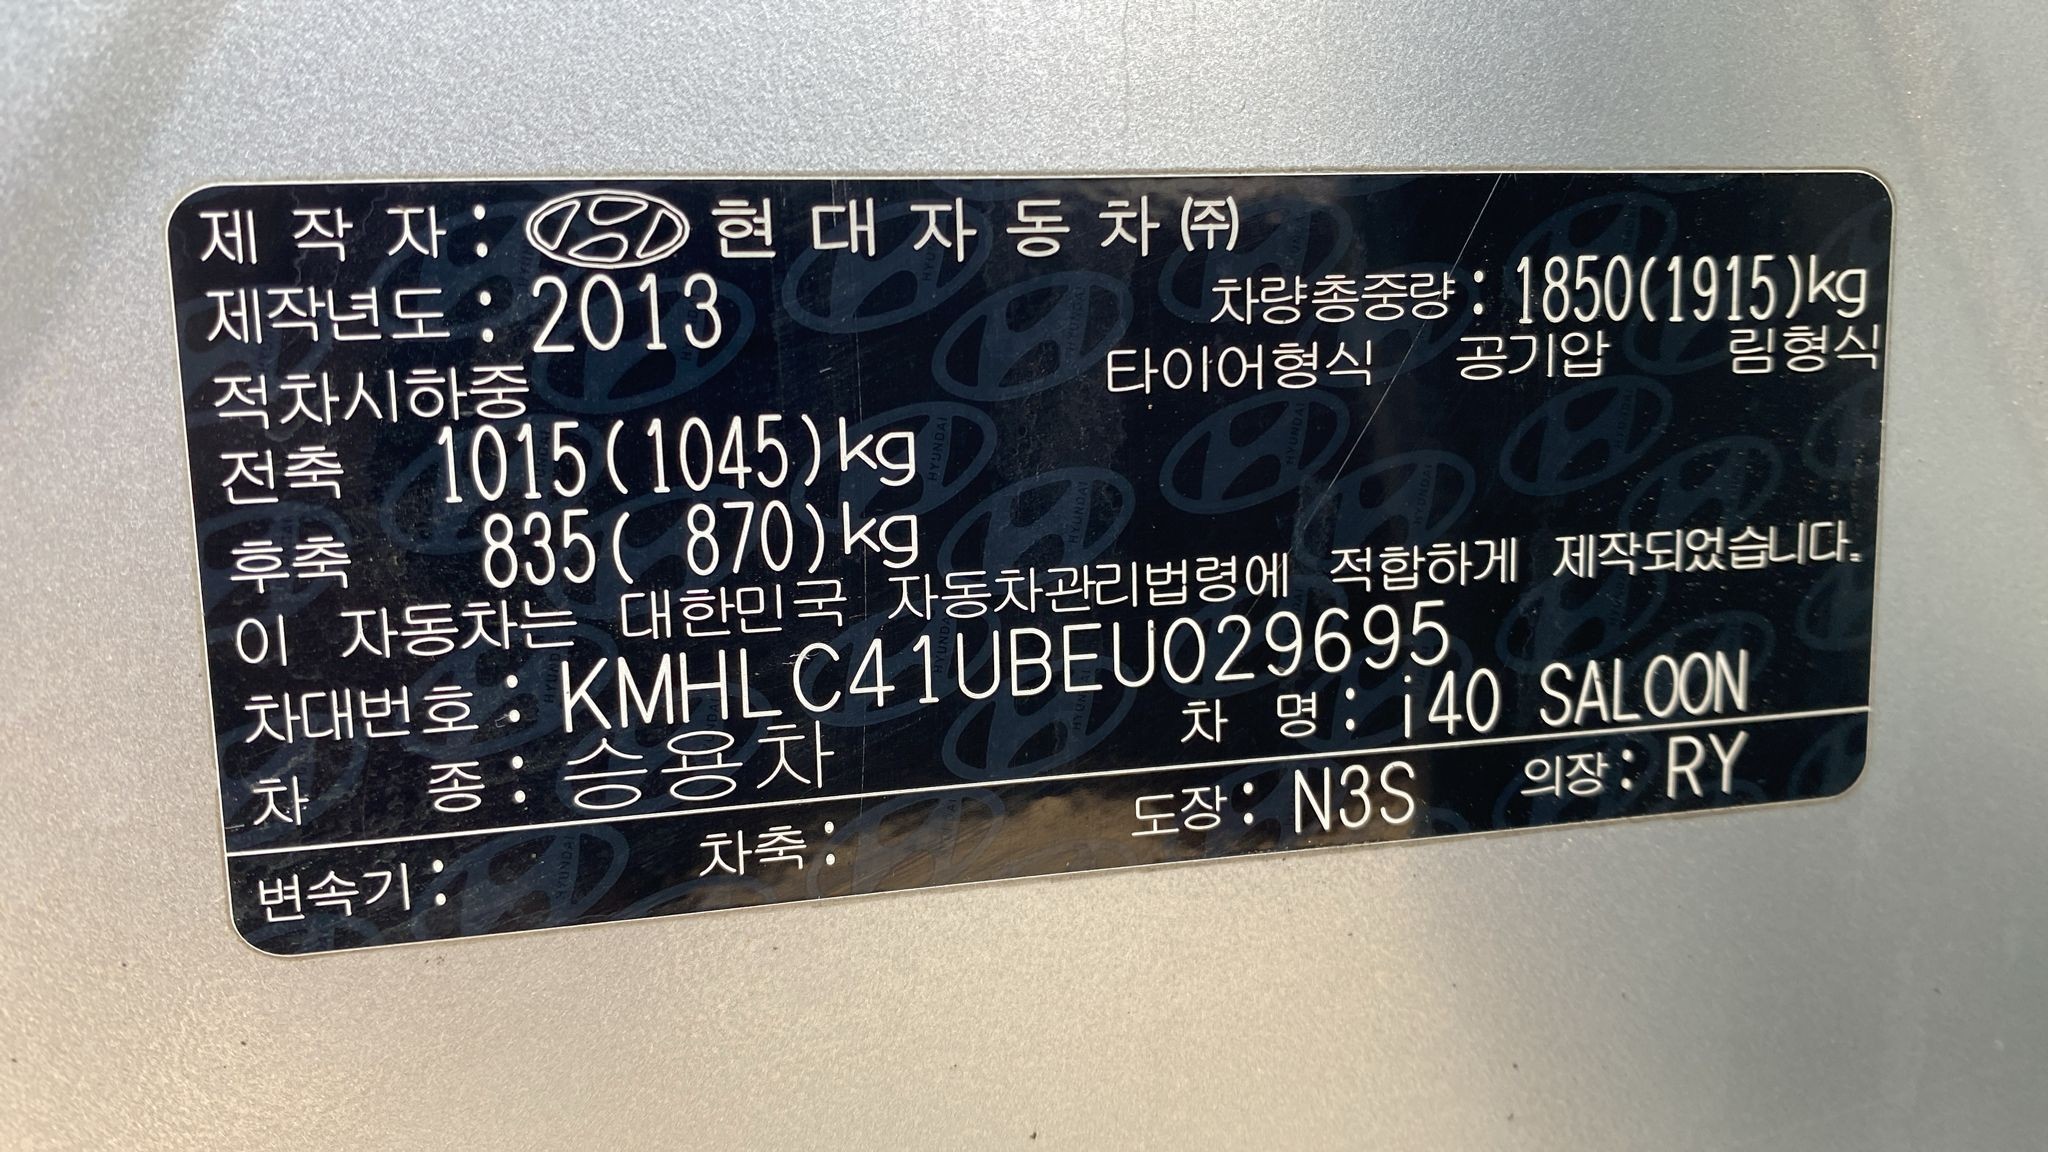 제 작 자 : 현 대 자 동 차 ㈜
제작년도 : 2013
차량총중량 : 1850(1915)kg
적차시하중
타이어형식 공기압 림형식
전축 1015(1045)kg
후축 835( 870)kg
이 자동차는 대한민국 자동차관리법령에 적합하게 제작되었습니다.
차대번호 : KMHLC41UBEU029695
차 종 : 승용차 차 명 : i40 SALOON
변속기 : 차축 : 도장 : N3S 의장 : RY